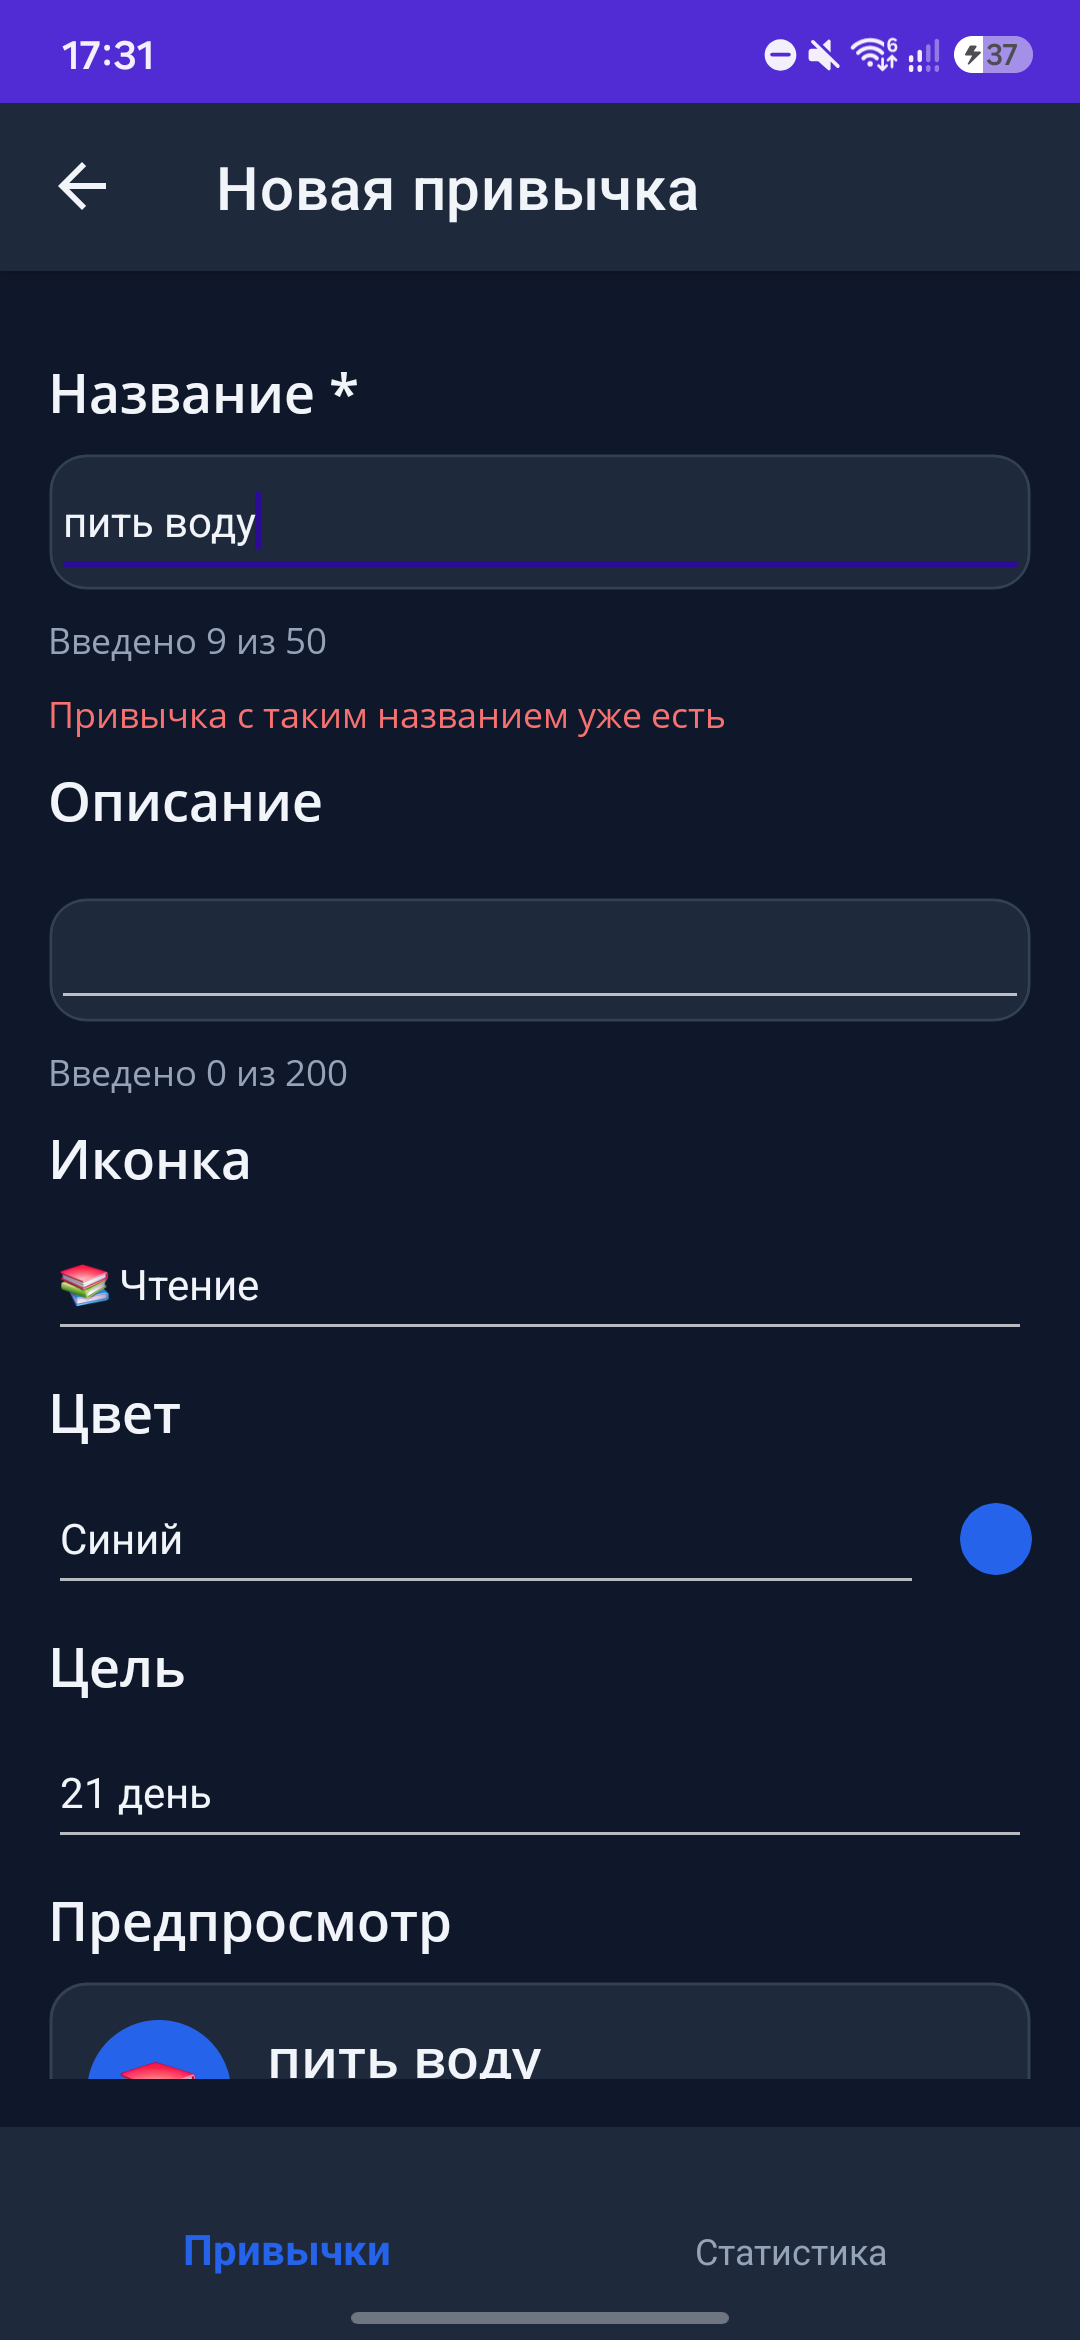 17:31
6
37
Новая привычка
Название *
пить воду
Введено 9 из 50
Привычка с таким названием уже есть
Описание
Введено 0 из 200
Иконка
Чтение
Цвет
Синий
Цель
21 день
Предпросмотр
пить воду
Привычки
Статистика